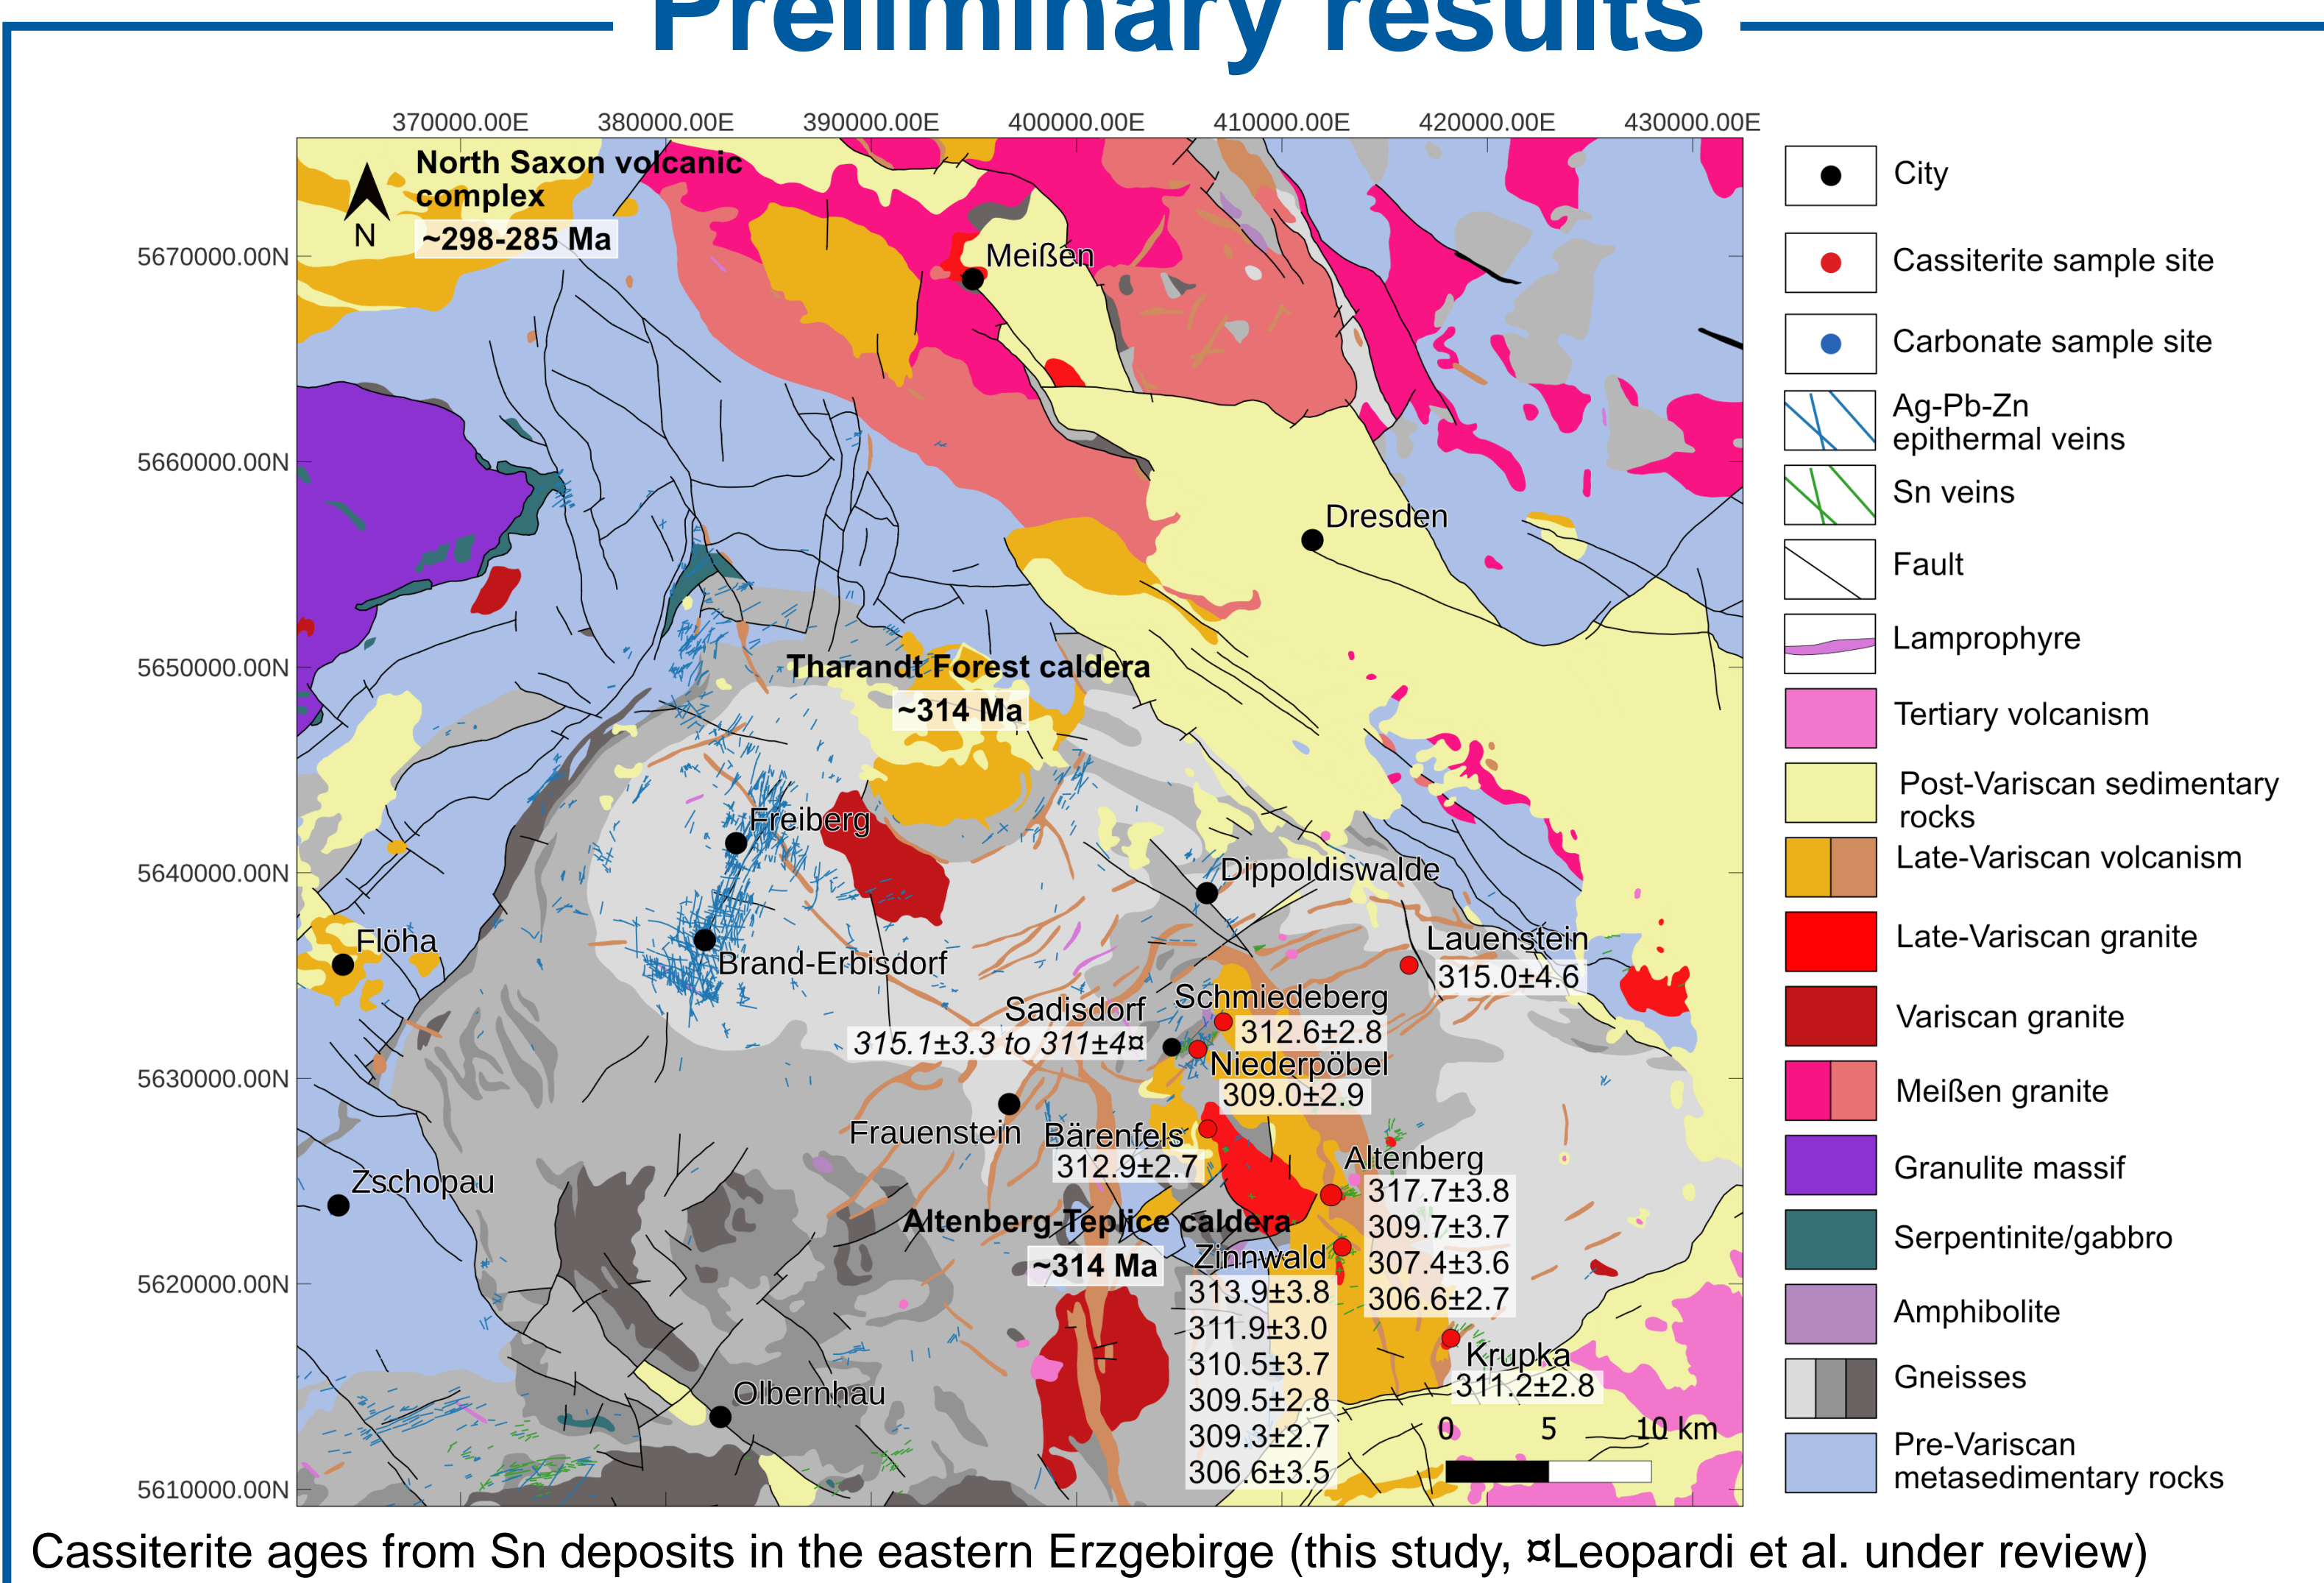 Preliminary results
370000.00E 380000.00E 390000.00E 400000.00E 410000.00E 420000.00E 430000.00E
5670000.00N
5660000.00N
5650000.00N
5640000.00N
5630000.00N
5620000.00N
5610000.00N
N
North Saxon volcanic
complex
~298-285 Ma
Meißen
Dresden
Tharandt Forest caldera
~314 Ma
Freiberg
Dippoldiswalde
Flöha
Brand-Erbisdorf
Lauenstein
315.0±4.6
Sadisdorf
315.1±3.3 to 311±4¤
Schmiedeberg
312.6±2.8
Niederpöbel
309.0±2.9
Frauenstein
Bärenfels
312.9±2.7
Zschopau
Altenberg
317.7±3.8
309.7±3.7
307.4±3.6
306.6±2.7
Altenberg-Teplice caldera
~314 Ma
Zinnwald
313.9±3.8
311.9±3.0
310.5±3.7
309.5±2.8
309.3±2.7
306.6±3.5
Krupka
311.2±2.8
Olbernhau
0 5 10 km
City
Cassiterite sample site
Carbonate sample site
Ag-Pb-Zn
epithermal veins
Sn veins
Fault
Lamprophyre
Tertiary volcanism
Post-Variscan sedimentary
rocks
Late-Variscan volcanism
Late-Variscan granite
Variscan granite
Meißen granite
Granulite massif
Serpentinite/gabbro
Amphibolite
Gneisses
Pre-Variscan
metasedimentary rocks
Cassiterite ages from Sn deposits in the eastern Erzgebirge (this study, ¤Leopardi et al. under review)